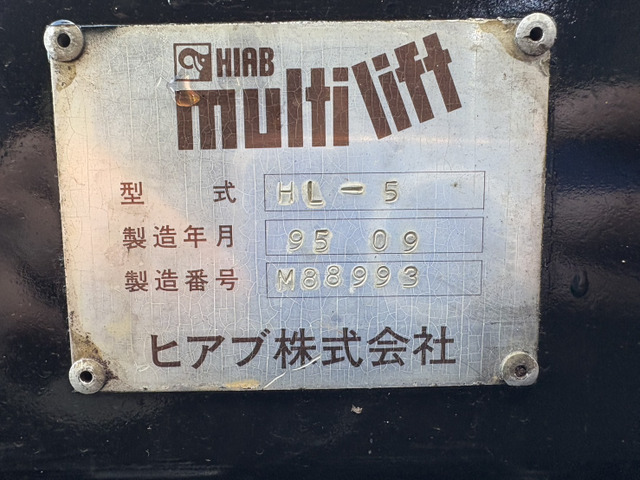 HIAB
multilift
型式 HL-5
製造年月 95 09
製造番号 M88993
ヒアブ株式会社